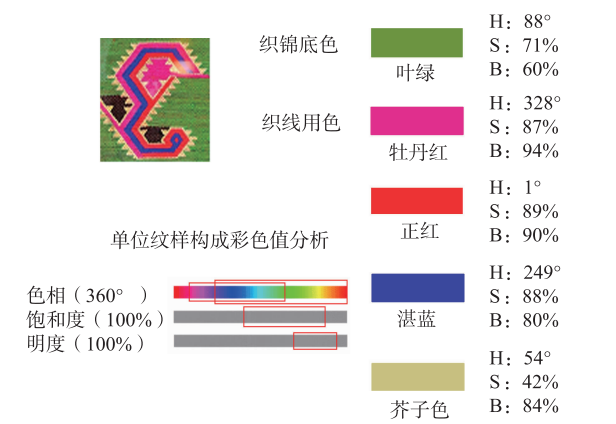 织锦底色
叶绿
H：88°
S：71%
B：60%
织线用色
牡丹红
H：328°
S：87%
B：94%
正红
H：1°
S：89%
B：90%
单位纹样构成彩色值分析
色相（360° ）
饱和度（100%）
明度（100%）
湛蓝
H：249°
S：88%
B：80%
芥子色
H：54°
S：42%
B：84%